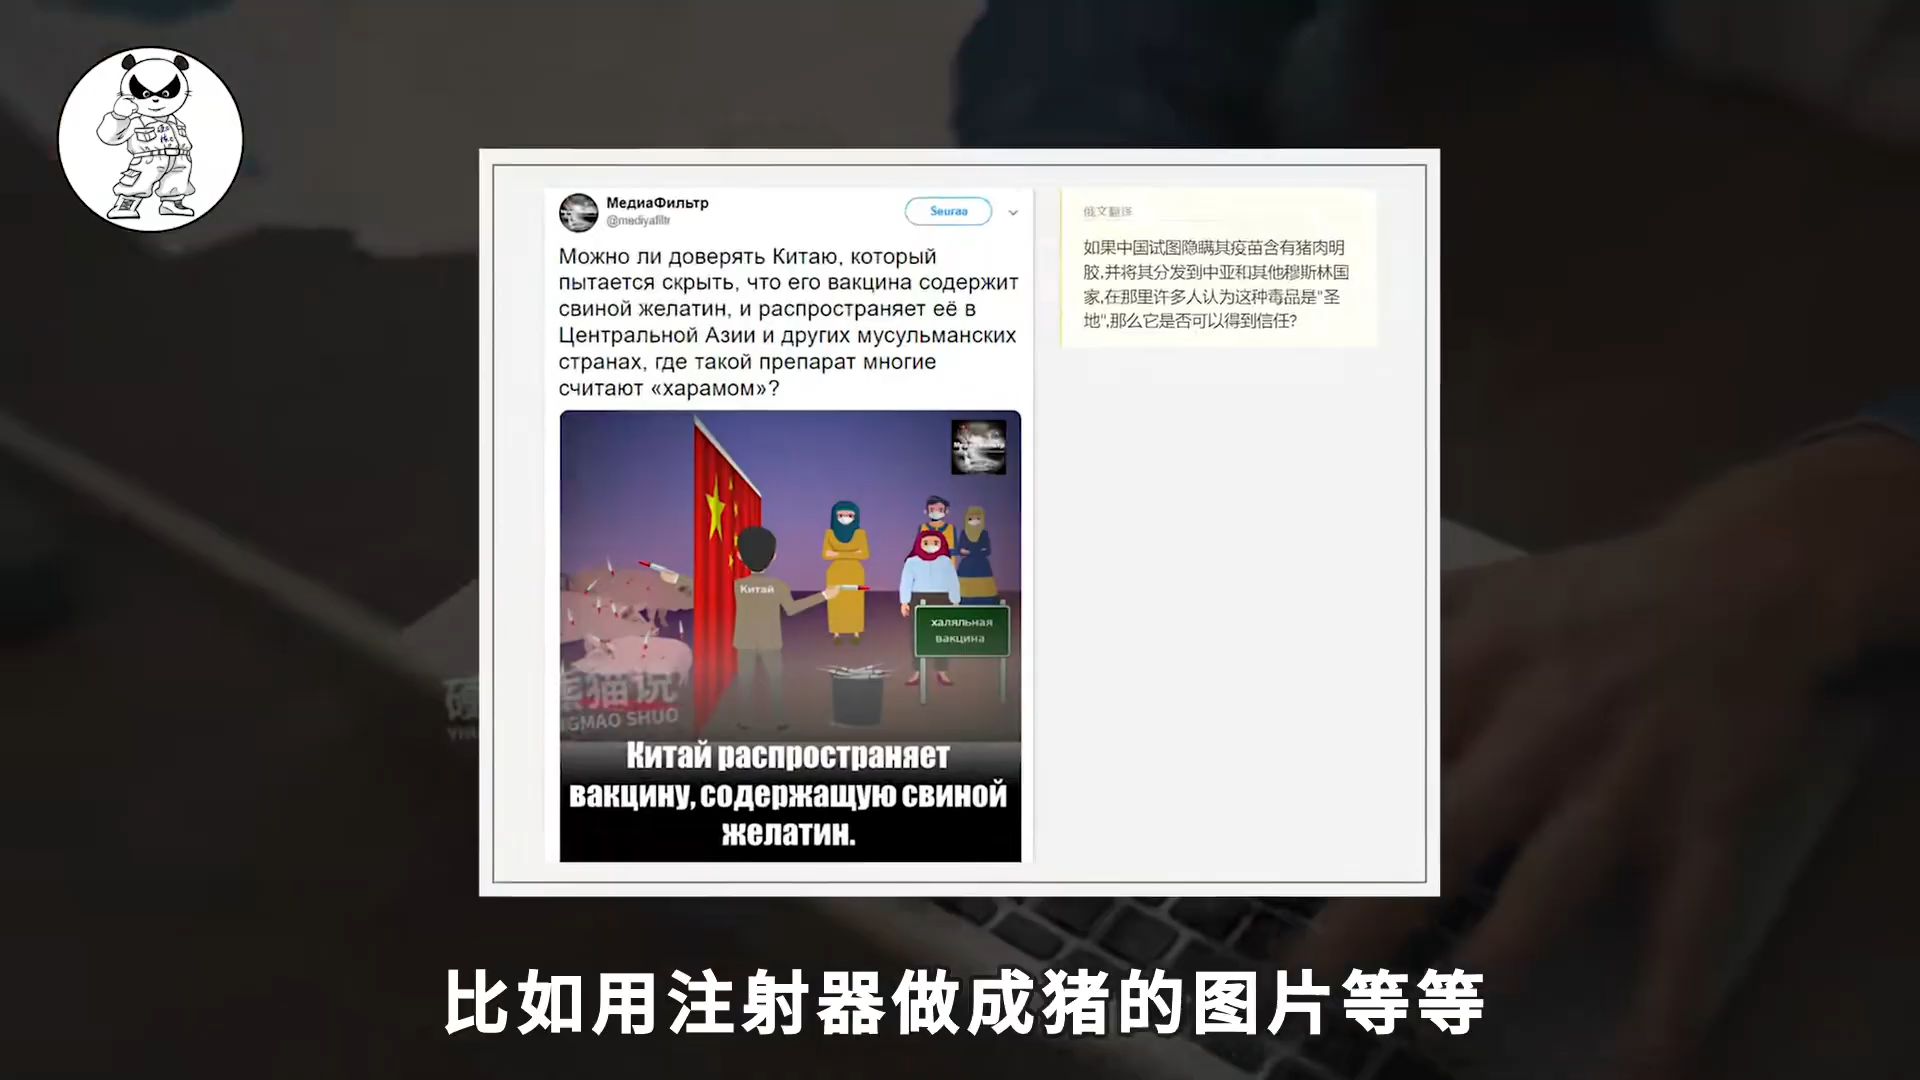 МедиаФильтр
@mediyafiltr
Seuraa
Можно ли доверять Китаю, который
пытается скрыть, что его вакцина содержит
свиной желатин, и распространяет её в
Центральной Азии и других мусульманских
странах, где такой препарат многие
считают «харамом»?
俄文翻译
如果中国试图隐瞒其疫苗含有猪肉明
胶,并将其分发到中亚和其他穆斯林国
家,在那里许多人认为这种毒品是"圣
地",那么它是否可以得到信任?
Китай
халяльная
вакцина
熊猫说
NGMAO SHUO
Китай распространяет
вакцину, содержащую свиной
желатин.
比如用注射器做成猪的图片等等